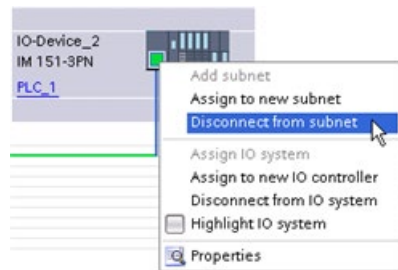 IO-Device_2
IM 151-3PN
PLC_1
Add subnet
Assign to new subnet
Disconnect from subnet
Assign IO system
Assign to new IO controller
Disconnect from IO system
Highlight IO system
Properties